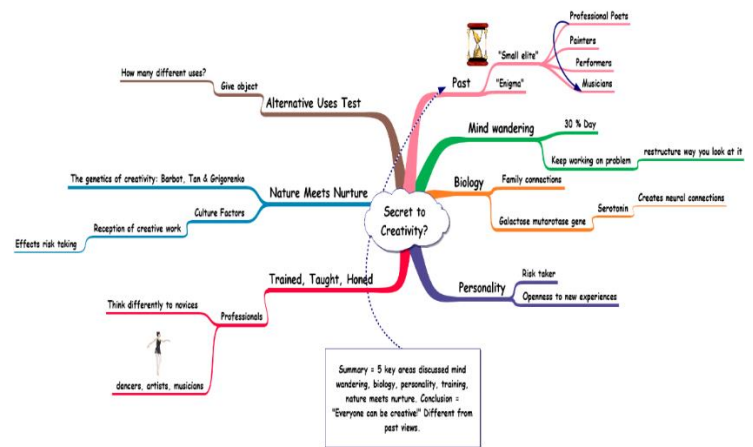 Secret to
Creativity?
Past
"Small elite"
Professional Poets
Painters
Performers
Musicians
"Enigma"
Mind wandering
30 % Day
Keep working on problem
restructure way you look at it
Biology
Family connections
Galactose mutarotase gene
Serotonin
Creates neural connections
Personality
Risk taker
Openness to new experiences
Trained, Taught, Honed
Professionals
Think differently to novices
dancers, artists, musicians
Nature Meets Nurture
The genetics of creativity: Barbot, Tan & Grigorenko
Culture Factors
Reception of creative work
Effects risk taking
Alternative Uses Test
Give object
How many different uses?
Summary = 5 key areas discussed mind
wandering, biology, personality, training,
nature meets nurture. Conclusion =
"Everyone can be creative!" Different from
past views.